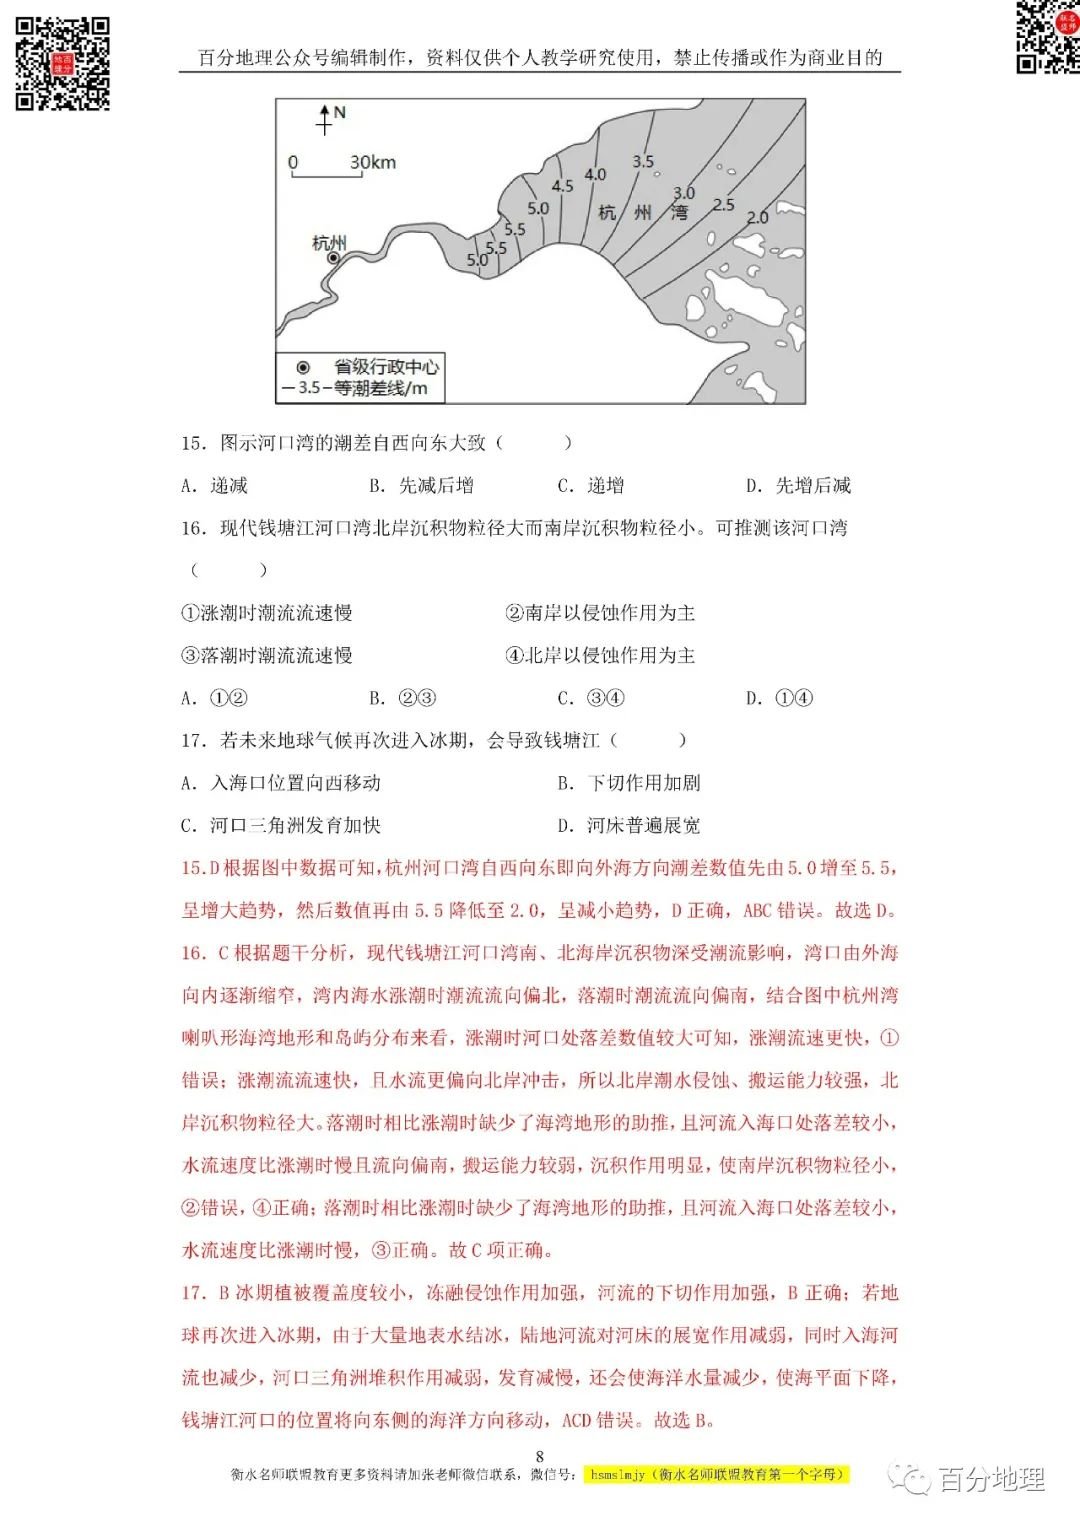 百分地理公众号编辑制作，资料仅供个人教学研究使用，禁止传播或作为商业目的
N
0 30km
3.5
4.0
4.5
3.0
5.0
杭 州 湾
2.5
2.0
5.5
杭州
5.5
5.0
省级行政中心
3.5 等潮差线/m
15．图示河口湾的潮差自西向东大致（ ）
A．递减 B．先减后增 C．递增 D．先增后减
16．现代钱塘江河口湾北岸沉积物粒径大而南岸沉积物粒径小。可推测该河口湾
（ ）
①涨潮时潮流流速慢 ②南岸以侵蚀作用为主
③落潮时潮流流速慢 ④北岸以侵蚀作用为主
A．①② B．②③ C．③④ D．①④
17．若未来地球气候再次进入冰期，会导致钱塘江（ ）
A．入海口位置向西移动 B．下切作用加剧
C．河口三角洲发育加快 D．河床普遍展宽
15.D根据图中数据可知，杭州河口湾自西向东即向外海方向潮差数值先由5.0增至5.5，
呈增大趋势，然后数值再由 5.5 降低至2.0，呈减小趋势，D 正确，ABC 错误。故选 D。
16．C 根据题干分析，现代钱塘江河口湾南、北海岸沉积物深受潮流影响，湾口由外海
向内逐渐缩窄，湾内海水涨潮时潮流流向偏北，落潮时潮流流向偏南，结合图中杭州湾
喇叭形海湾地形和岛屿分布来看，涨潮时河口处落差数值较大可知，涨潮流速更快，①
错误；涨潮流流速快，且水流更偏向北岸冲击，所以北岸潮水侵蚀、搬运能力较强，北
岸沉积物粒径大。落潮时相比涨潮时缺少了海湾地形的助推，且河流入海口处落差较小，
水流速度比涨潮时慢且流向偏南，搬运能力较弱，沉积作用明显，使南岸沉积物粒径小，
②错误，④正确；落潮时相比涨潮时缺少了海湾地形的助推，且河流入海口处落差较小，
水流速度比涨潮时慢，③正确。故 C 项正确。
17．B 冰期植被覆盖度较小，冻融侵蚀作用加强，河流的下切作用加强，B 正确；若地
球再次进入冰期，由于大量地表水结冰，陆地河流对河床的展宽作用减弱，同时入海河
流也减少，河口三角洲堆积作用减弱，发育减慢，还会使海洋水量减少，使海平面下降，
钱塘江河口的位置将向东侧的海洋方向移动，ACD 错误。故选 B。
8
衡水名师联盟教育更多资料请加张老师微信联系，微信号： hsmslmjy（衡水名师联盟教育第一个字母）
百分地理